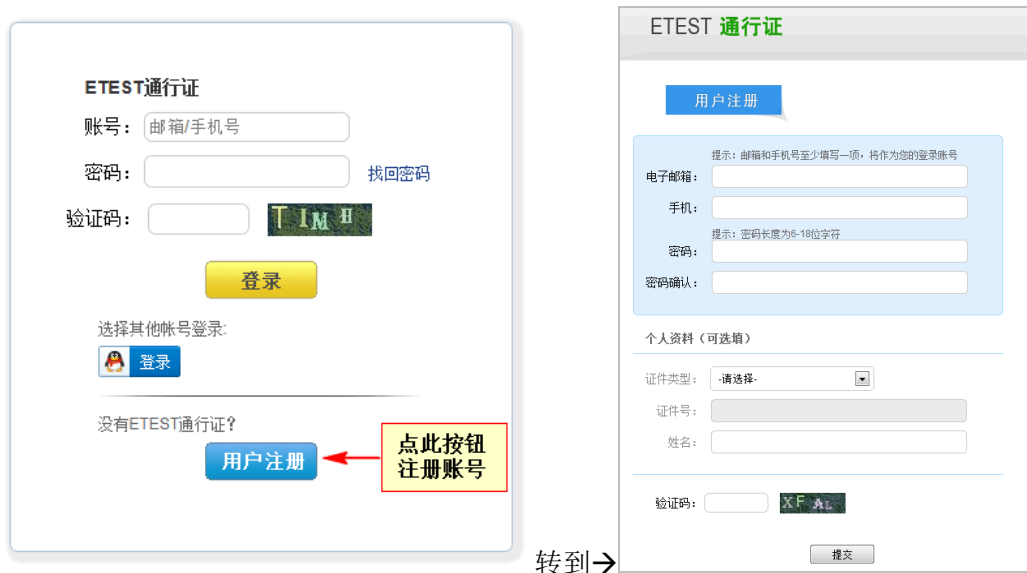 ETEST通行证
账号：
邮箱/手机号
密码：
找回密码
验证码：
T I M H
登录
选择其他帐号登录:
登录
没有ETEST通行证?
用户注册
点此按钮
注册账号
转到→
ETEST 通行证
用户注册
提示：邮箱和手机号至少填写一项，将作为您的登录账号
电子邮箱：
手机：
提示：密码长度为6-18位字符
密码：
密码确认：
个人资料（可选填）
证件类型：
-请选择-
证件号：
姓名：
验证码：
XF AL
提交